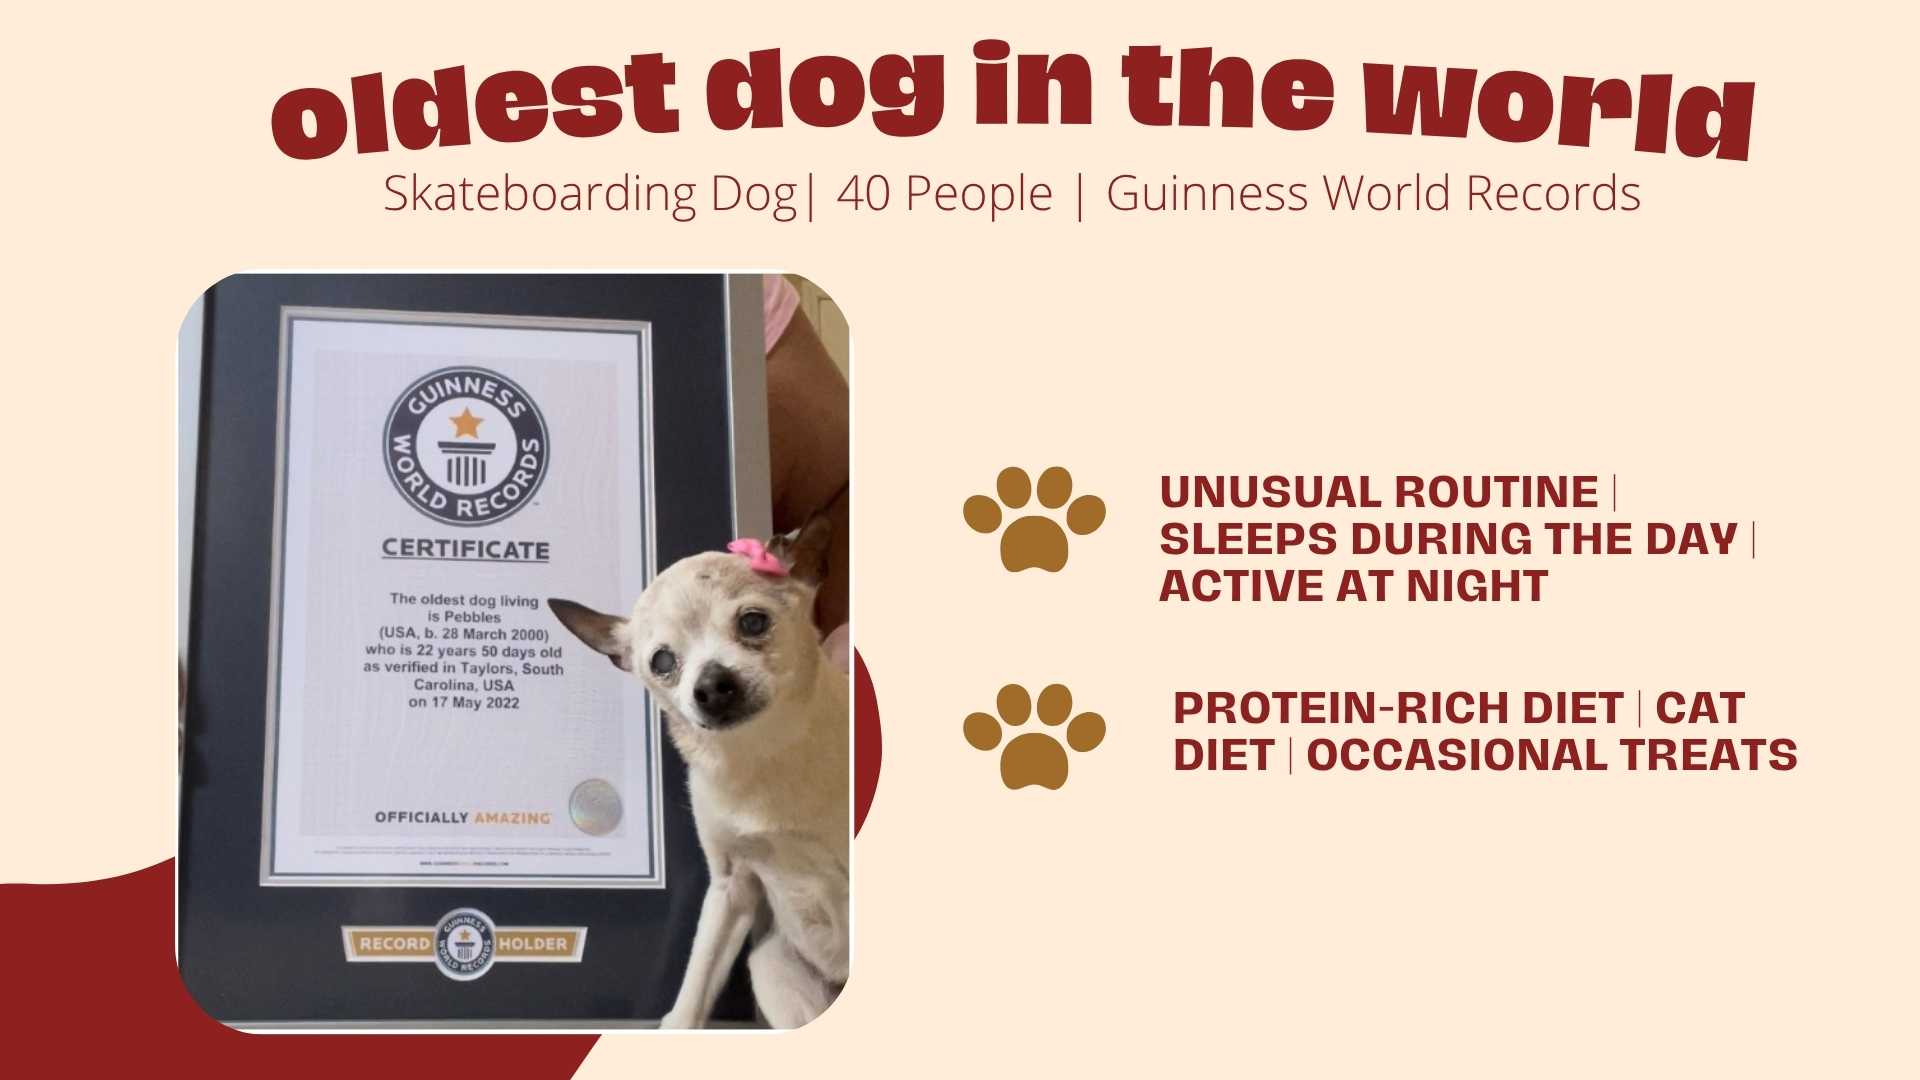 oldest dog in the world
Skateboarding Dog| 40 People | Guinness World Records
GUINNESS
WORLD RECORDS
CERTIFICATE
The oldest dog living
is Pebbles
(USA, b. 28 March 2000)
who is 22 years 50 days old
as verified in Taylors, South
Carolina, USA
on 17 May 2022
OFFICIALLY AMAZING
RECORD HOLDER
GUINNESS
WORLD RECORDS
UNUSUAL ROUTINE |
SLEEPS DURING THE DAY |
ACTIVE AT NIGHT
PROTEIN-RICH DIET | CAT
DIET | OCCASIONAL TREATS